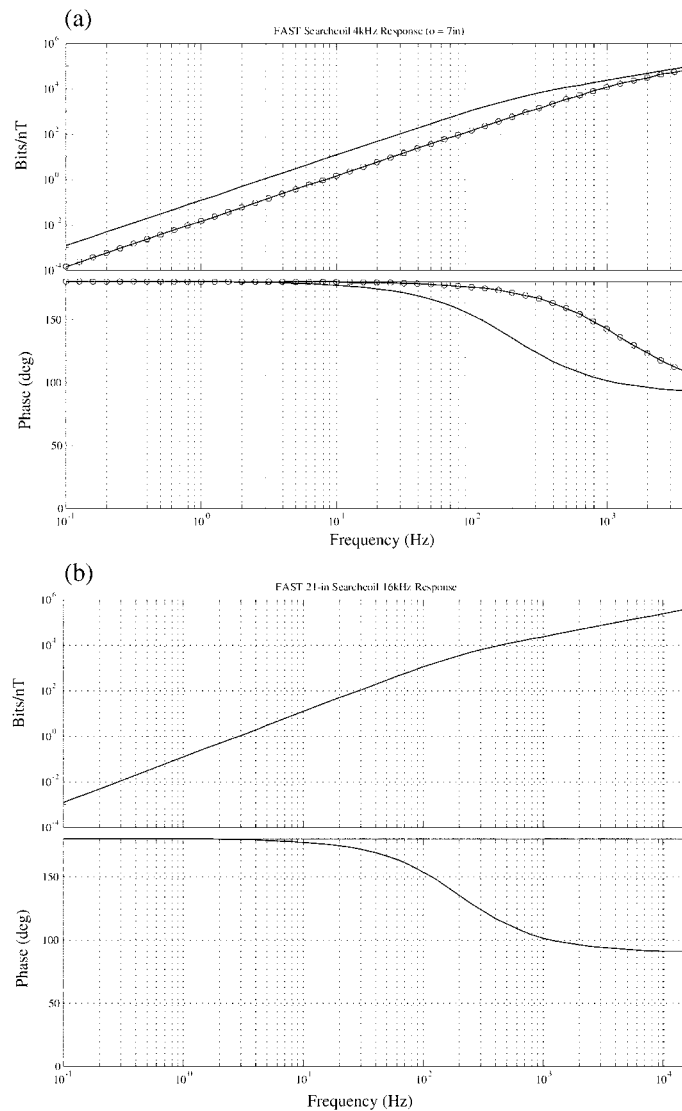 (a)
FAST Searchcoil 4kHz Response (o = 7in)
10^6
10^4
10^2
10^0
10^-2
10^-4
Bits/nT
150
100
50
0
Phase (deg)
10^-1 10^0 10^1 10^2 10^3
Frequency (Hz)
(b)
FAST 21-in Searchcoil 16kHz Response
10^6
10^4
10^2
10^0
10^-2
10^-4
Bits/nT
150
100
50
0
Phase (deg)
10^-1 10^0 10^1 10^2 10^3 10^4
Frequency (Hz)